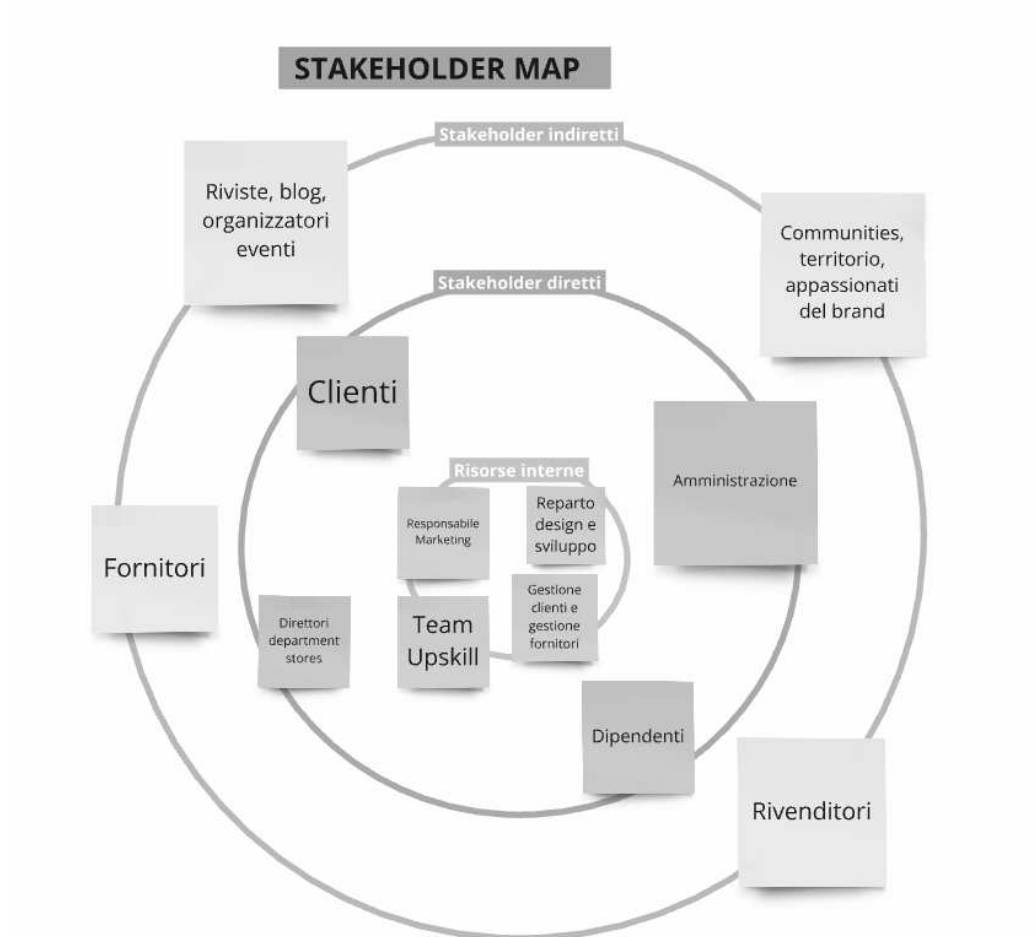 STAKEHOLDER MAP
Stakeholder indiretti
Riviste, blog,
organizzatori
eventi
Communities,
territorio,
appassionati
del brand
Stakeholder diretti
Clienti
Amministrazione
Risorse interne
Responsabile
Marketing
Reparto
design e
sviluppo
Fornitori
Gestione
clienti e
gestione
fornitori
Team
Upskill
Direttori
department
stores
Dipendenti
Rivenditori